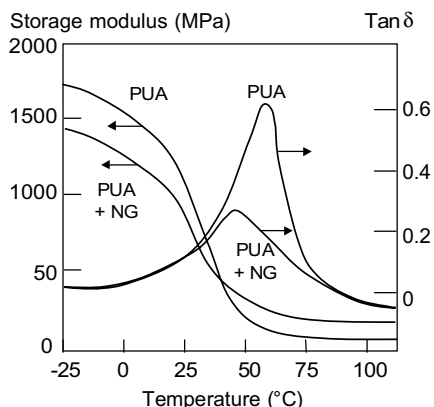 Storage modulus (MPa)
Tan δ
2000
1500
1000
50
0
PUA
PUA
+ NG
PUA
PUA
+ NG
0.6
0.4
0.2
0
-25
0
25
50
75
100
Temperature (°C)